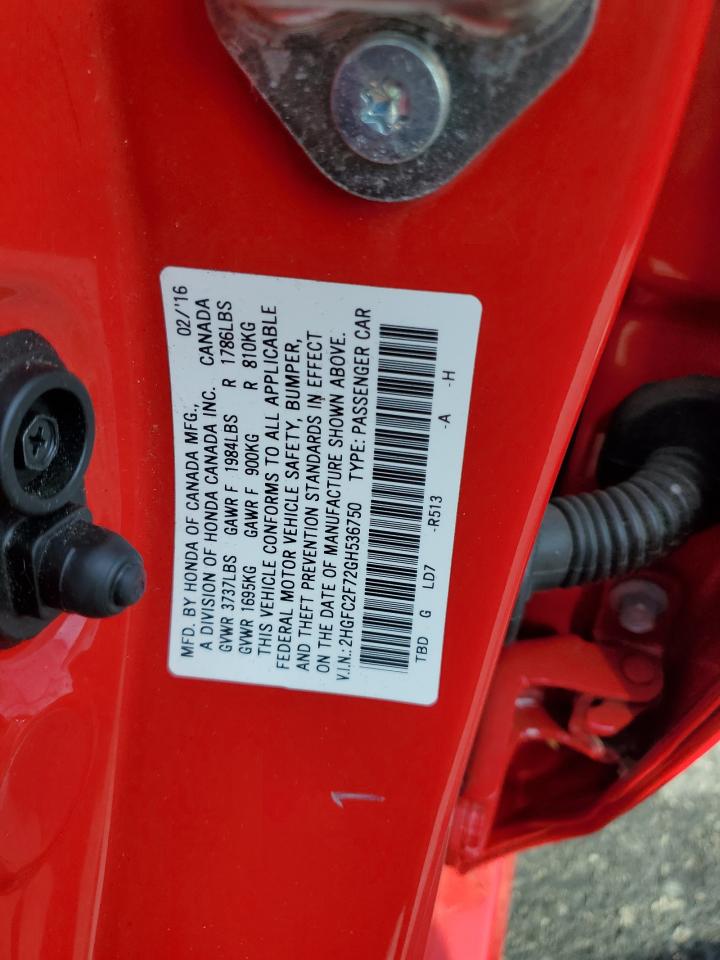 MFD. BY HONDA OF CANADA MFG., 02/'16
A DIVISION OF HONDA CANADA INC. CANADA
GVWR 3737LBS GAWR F 1984LBS R 1786LBS
GVWR 1695KG GAWR F 900KG R 810KG
THIS VEHICLE CONFORMS TO ALL APPLICABLE
FEDERAL MOTOR VEHICLE SAFETY, BUMPER,
AND THEFT PREVENTION STANDARDS IN EFFECT
ON THE DATE OF MANUFACTURE SHOWN ABOVE.
V.I.N.: 2HGFC2F72GH536750 TYPE: PASSENGER CAR
TBD G LD7 -R513 -A -H